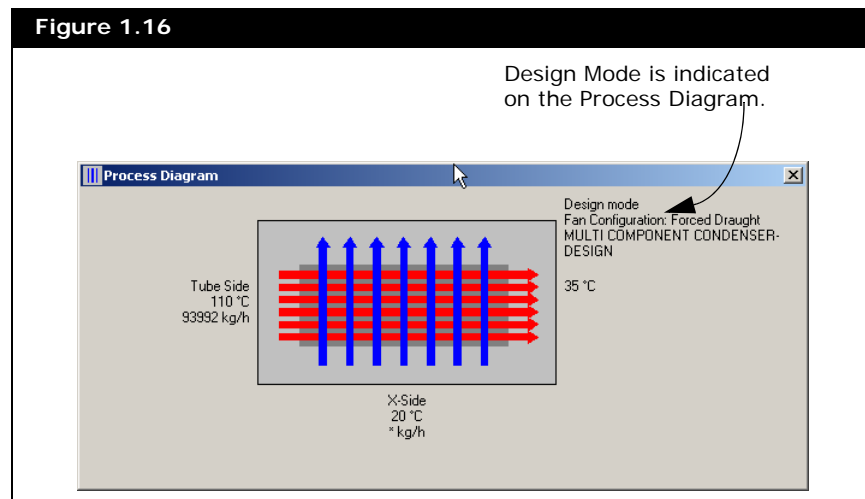 Figure 1.16
Design Mode is indicated
on the Process Diagram.
Process Diagram
Design mode
Fan Configuration: Forced Draught
MULTI COMPONENT CONDENSER-
DESIGN
Tube Side
110 °C
93992 kg/h
35 °C
X-Side
20 °C
* kg/h